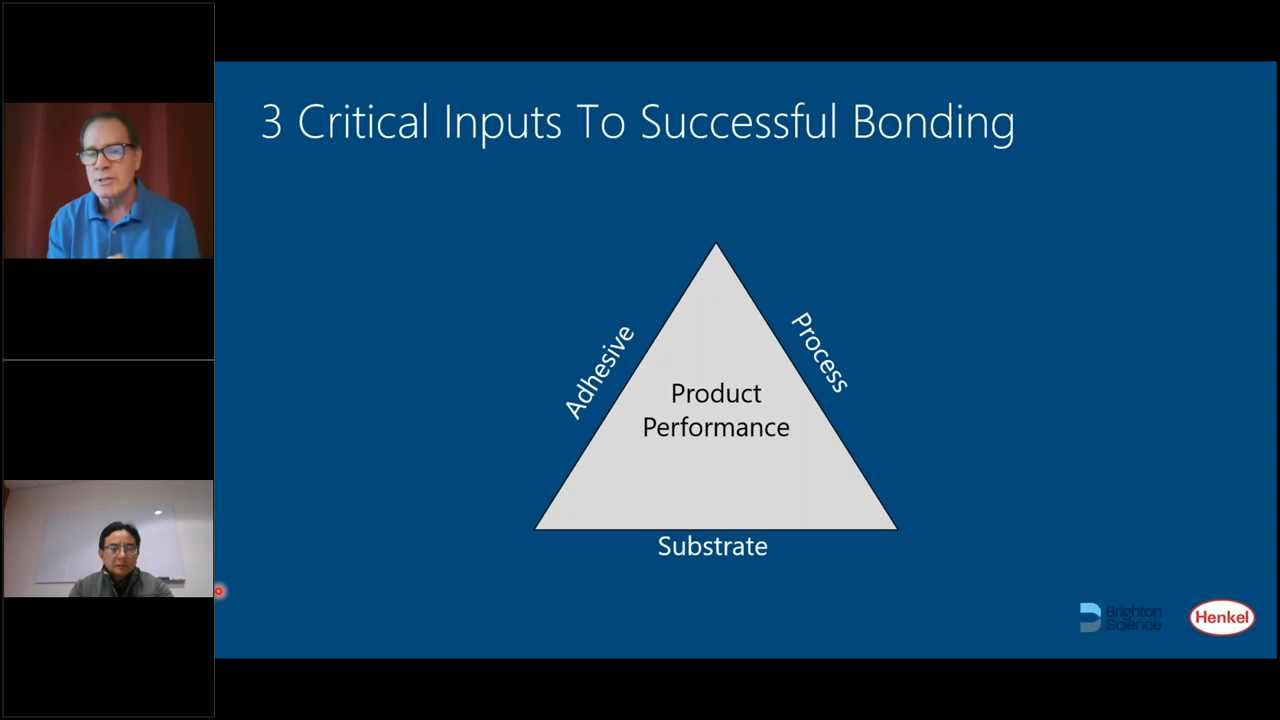 3 Critical Inputs To Successful Bonding
Adhesive
Process
Product
Performance
Substrate
Brighton
Science
Henkel